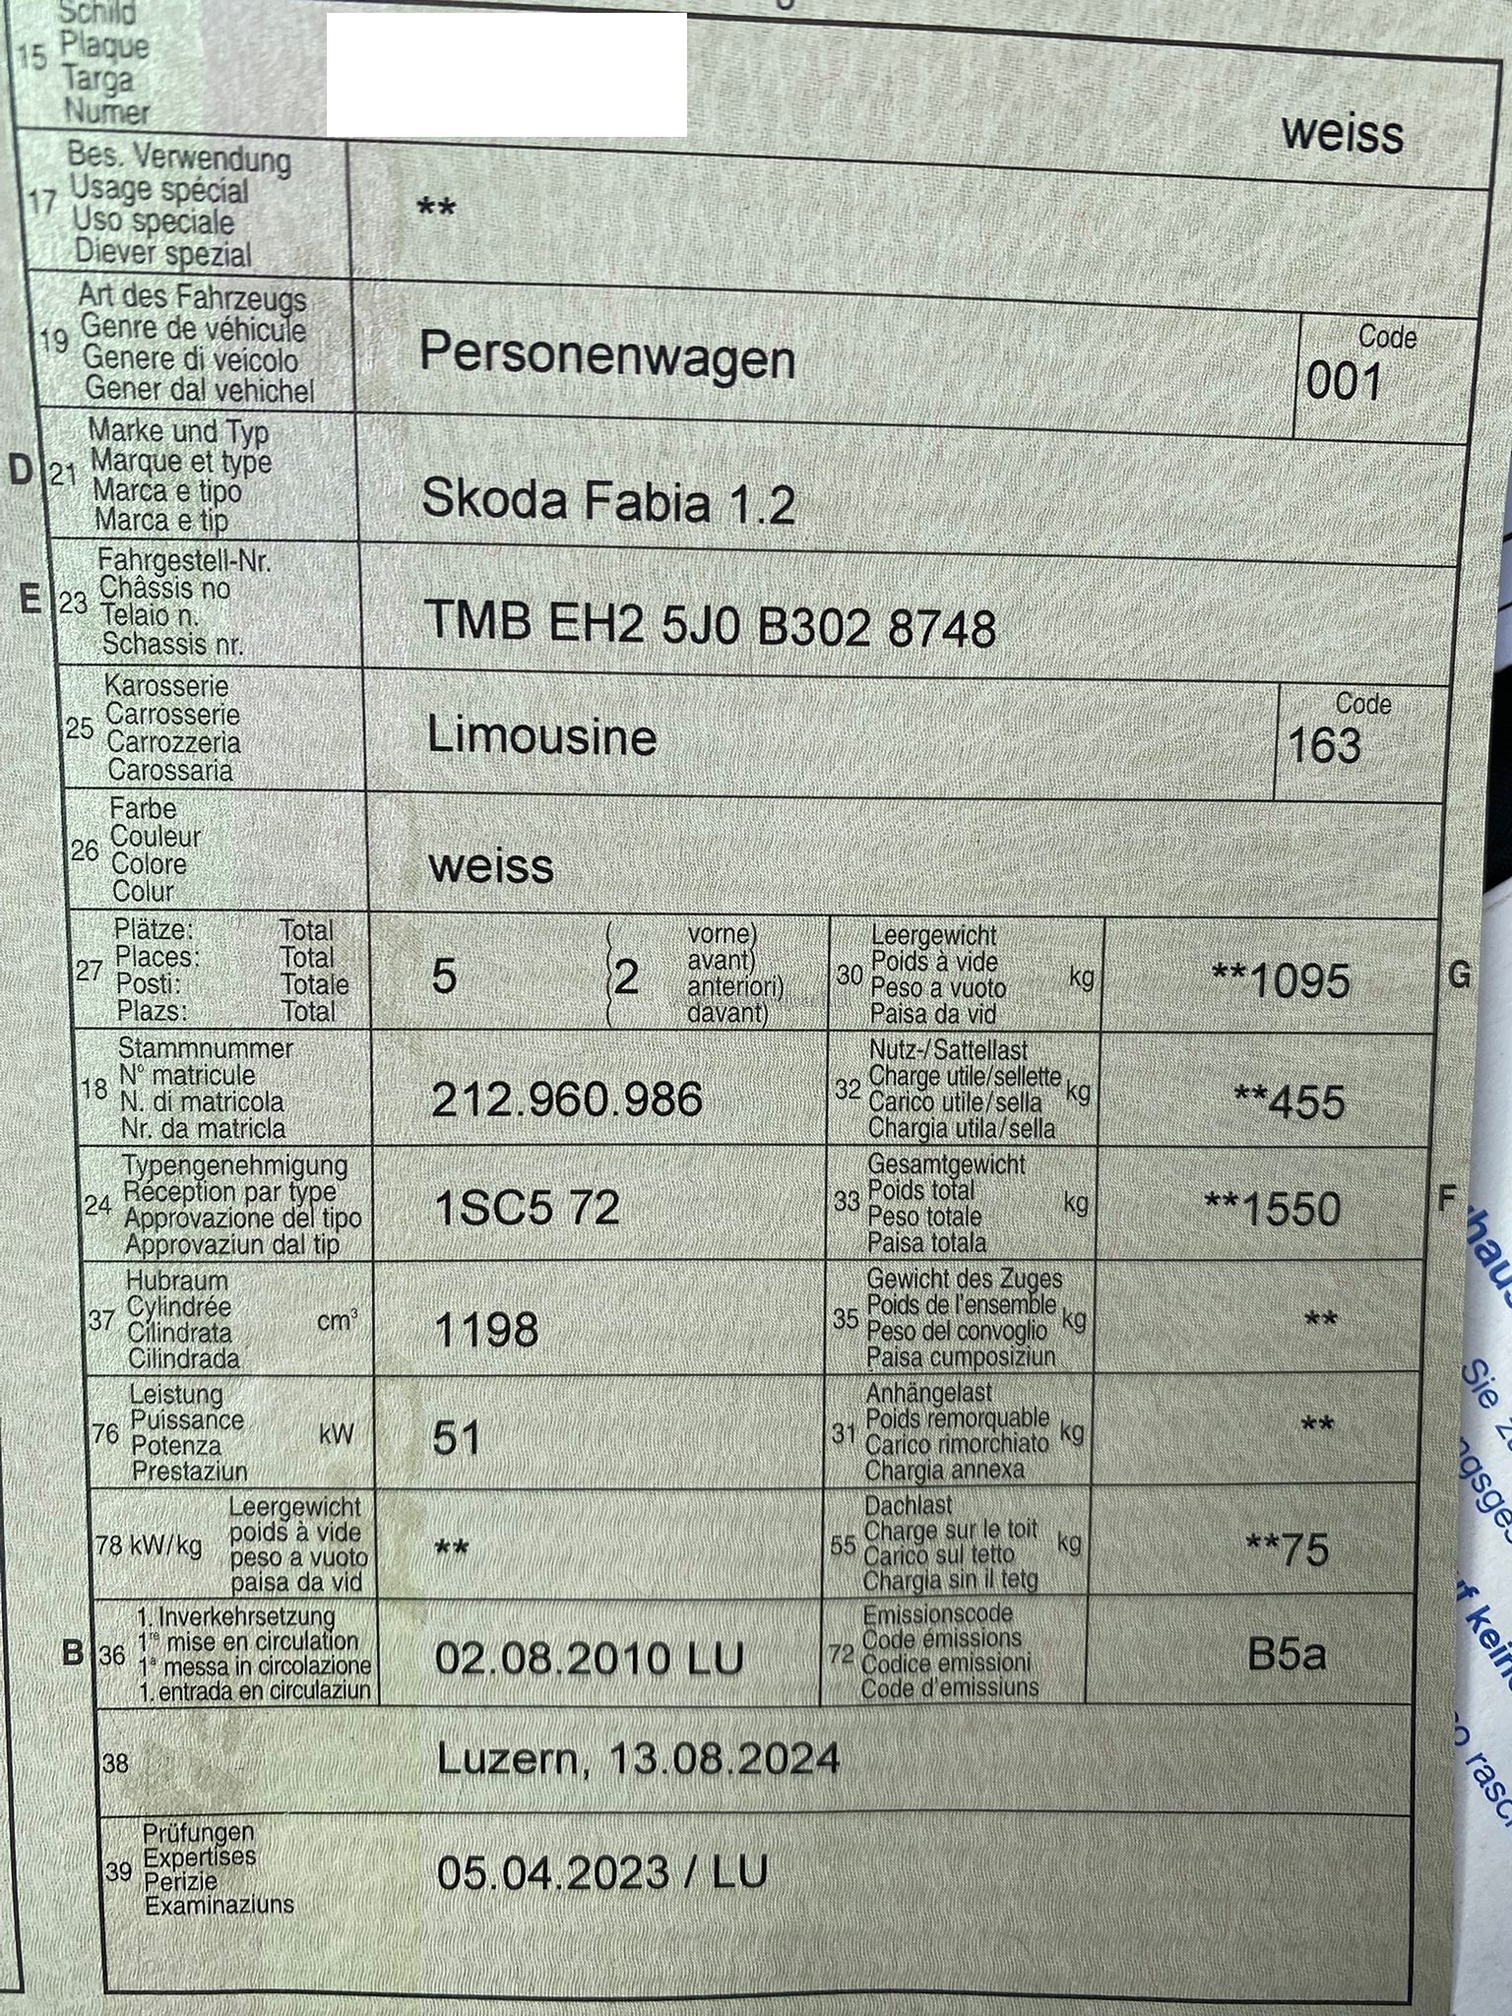 Schild
15 Plaque
Targa
Numer
weiss
Bes. Verwendung
17 Usage spécial
Uso speciale
Diever spezial
**
Art des Fahrzeugs
19 Genre de véhicule
Genere di veicolo
Gener dal vehichel
Personenwagen
Code
001
Marke und Typ
D 21 Marque et type
Marca e tipo
Marca e tip
Skoda Fabia 1.2
Fahrgestell-Nr.
E 23 Châssis no
Telaio n.
Schassis nr.
TMB EH2 5J0 B302 8748
Karosserie
25 Carrosserie
Carrozzeria
Carossaria
Limousine
Code
163
Farbe
26 Couleur
Colore
Colur
weiss
Plätze: Total
27 Places: Total
Posti: Totale
Plazs: Total
5 ( 2
vorne)
avant)
anteriori)
davant)
Leergewicht
30 Poids à vide kg
Peso a vuoto
Paisa da vid
**1095 G
Stammnummer
18 N° matricule
N. di matricola
Nr. da matricla
212.960.986
Nutz-/Sattellast
32 Charge utile/sellette kg
Carico utile/sella
Chargia utila/sella
**455
Typengenehmigung
24 Réception par type
Approvazione del tipo
Approvaziun dal tip
1SC5 72
Gesamtgewicht
33 Poids total kg
Peso totale
Paisa totala
**1550 F
Hubraum
37 Cylindrée cm³
Cilindrata
Cilindrada
1198
Gewicht des Zuges
35 Poids de l'ensemble kg
Peso del convoglio
Paisa cumposiziun
**
Leistung
76 Puissance kW
Potenza
Prestaziun
51
Anhängelast
31 Poids remorquable kg
Carico rimorchiato
Chargia annexa
**
Leergewicht
78 kW/kg poids à vide
peso a vuoto
paisa da vid
**
Dachlast
55 Charge sur le toit kg
Carico sul tetto
Chargia sin il tetg
**75
1. Inverkehrsetzung
B 36 1re mise en circulation
1a messa in circolazione
1. entrada en circulaziun
02.08.2010 LU
Emissionscode
72 Code émissions
Codice emissioni
Code d'emissiuns
B5a
38 Luzern, 13.08.2024
Prüfungen
39 Expertises
Perizie
Examinaziuns
05.04.2023 / LU
Sie